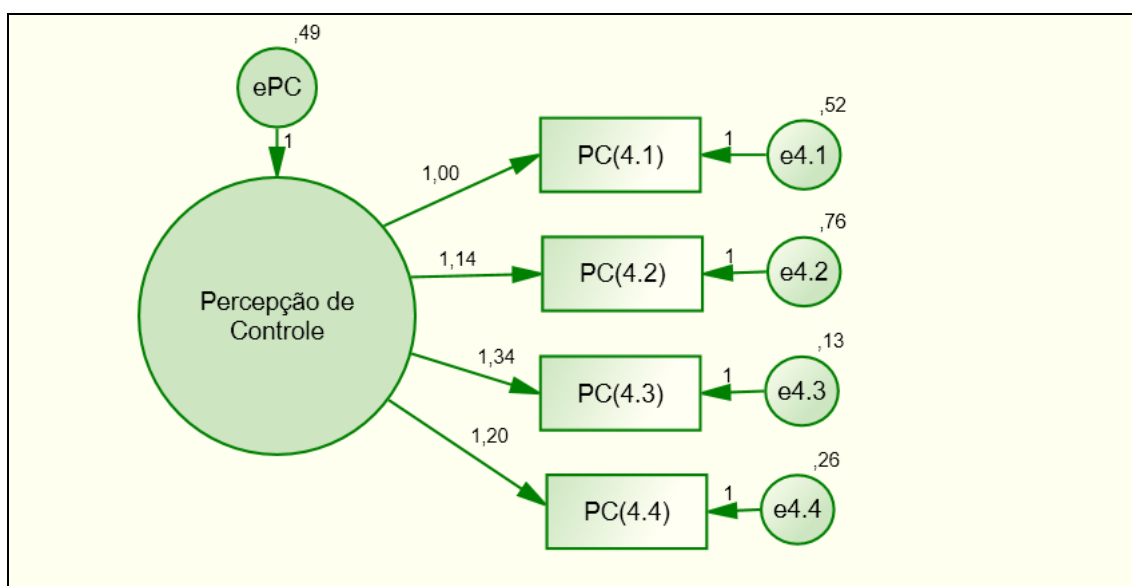 ,49
ePC
1
,52
1,00
PC(4.1)
1
e4.1
,76
1,14
PC(4.2)
1
e4.2
Percepção de
Controle
,13
1,34
PC(4.3)
1
e4.3
1,20
,26
PC(4.4)
1
e4.4